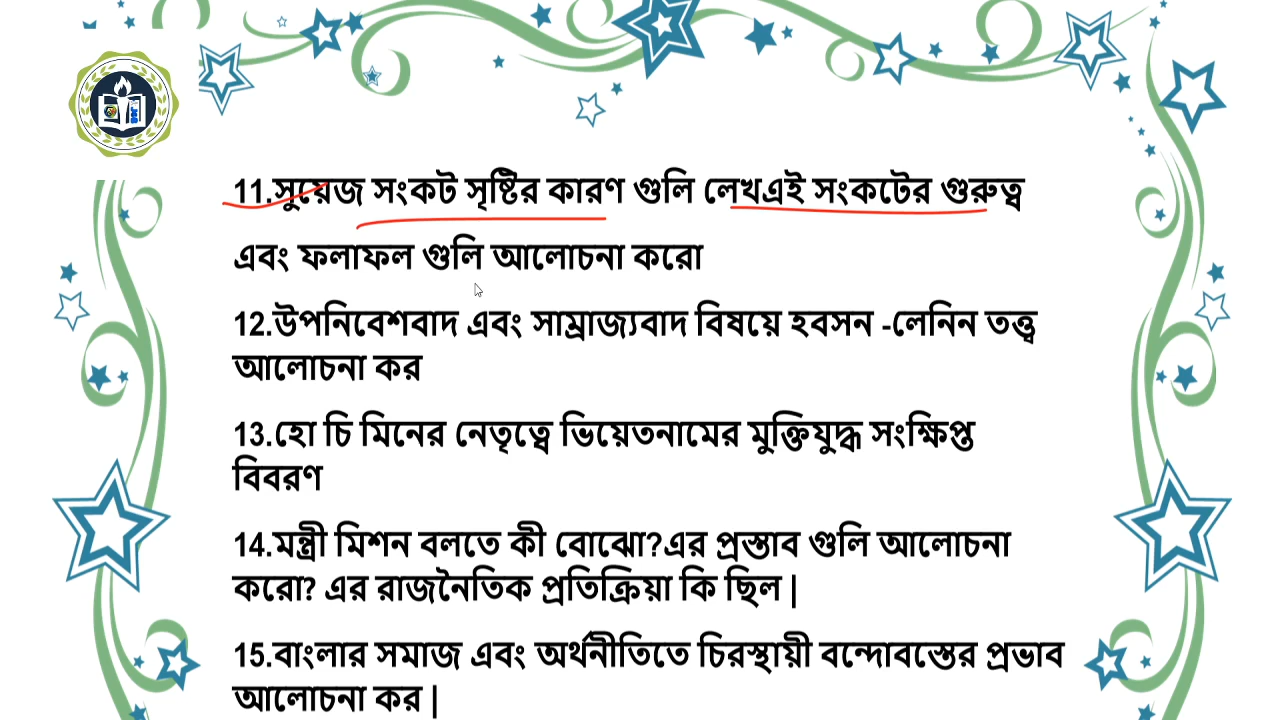 11.সুয়েজ সংকট সৃষ্টির কারণ গুলি লেখএই সংকটের গুরুত্ব
এবং ফলাফল গুলি আলোচনা করো
12.উপনিবেশবাদ এবং সাম্রাজ্যবাদ বিষয়ে হবসন -লেনিন তত্ত্ব
আলোচনা কর
13.হো চি মিনের নেতৃত্বে ভিয়েতনামের মুক্তিযুদ্ধ সংক্ষিপ্ত
বিবরণ
14.মন্ত্রী মিশন বলতে কী বোঝো?এর প্রস্তাব গুলি আলোচনা
করো? এর রাজনৈতিক প্রতিক্রিয়া কি ছিল |
15.বাংলার সমাজ এবং অর্থনীতিতে চিরস্থায়ী বন্দোবস্তের প্রভাব
আলোচনা কর |